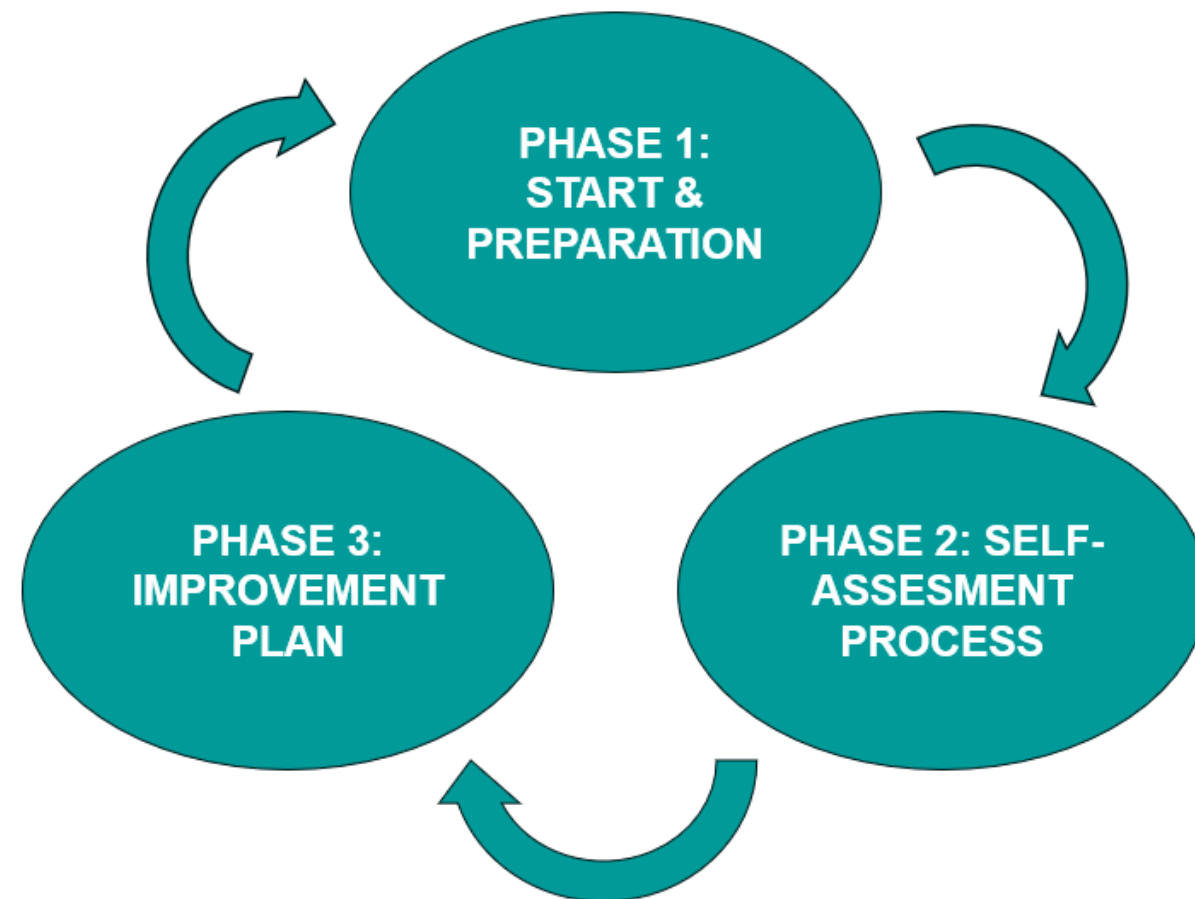 PHASE 1:
START &
PREPARATION
PHASE 2: SELF-
ASSESMENT
PROCESS
PHASE 3:
IMPROVEMENT
PLAN